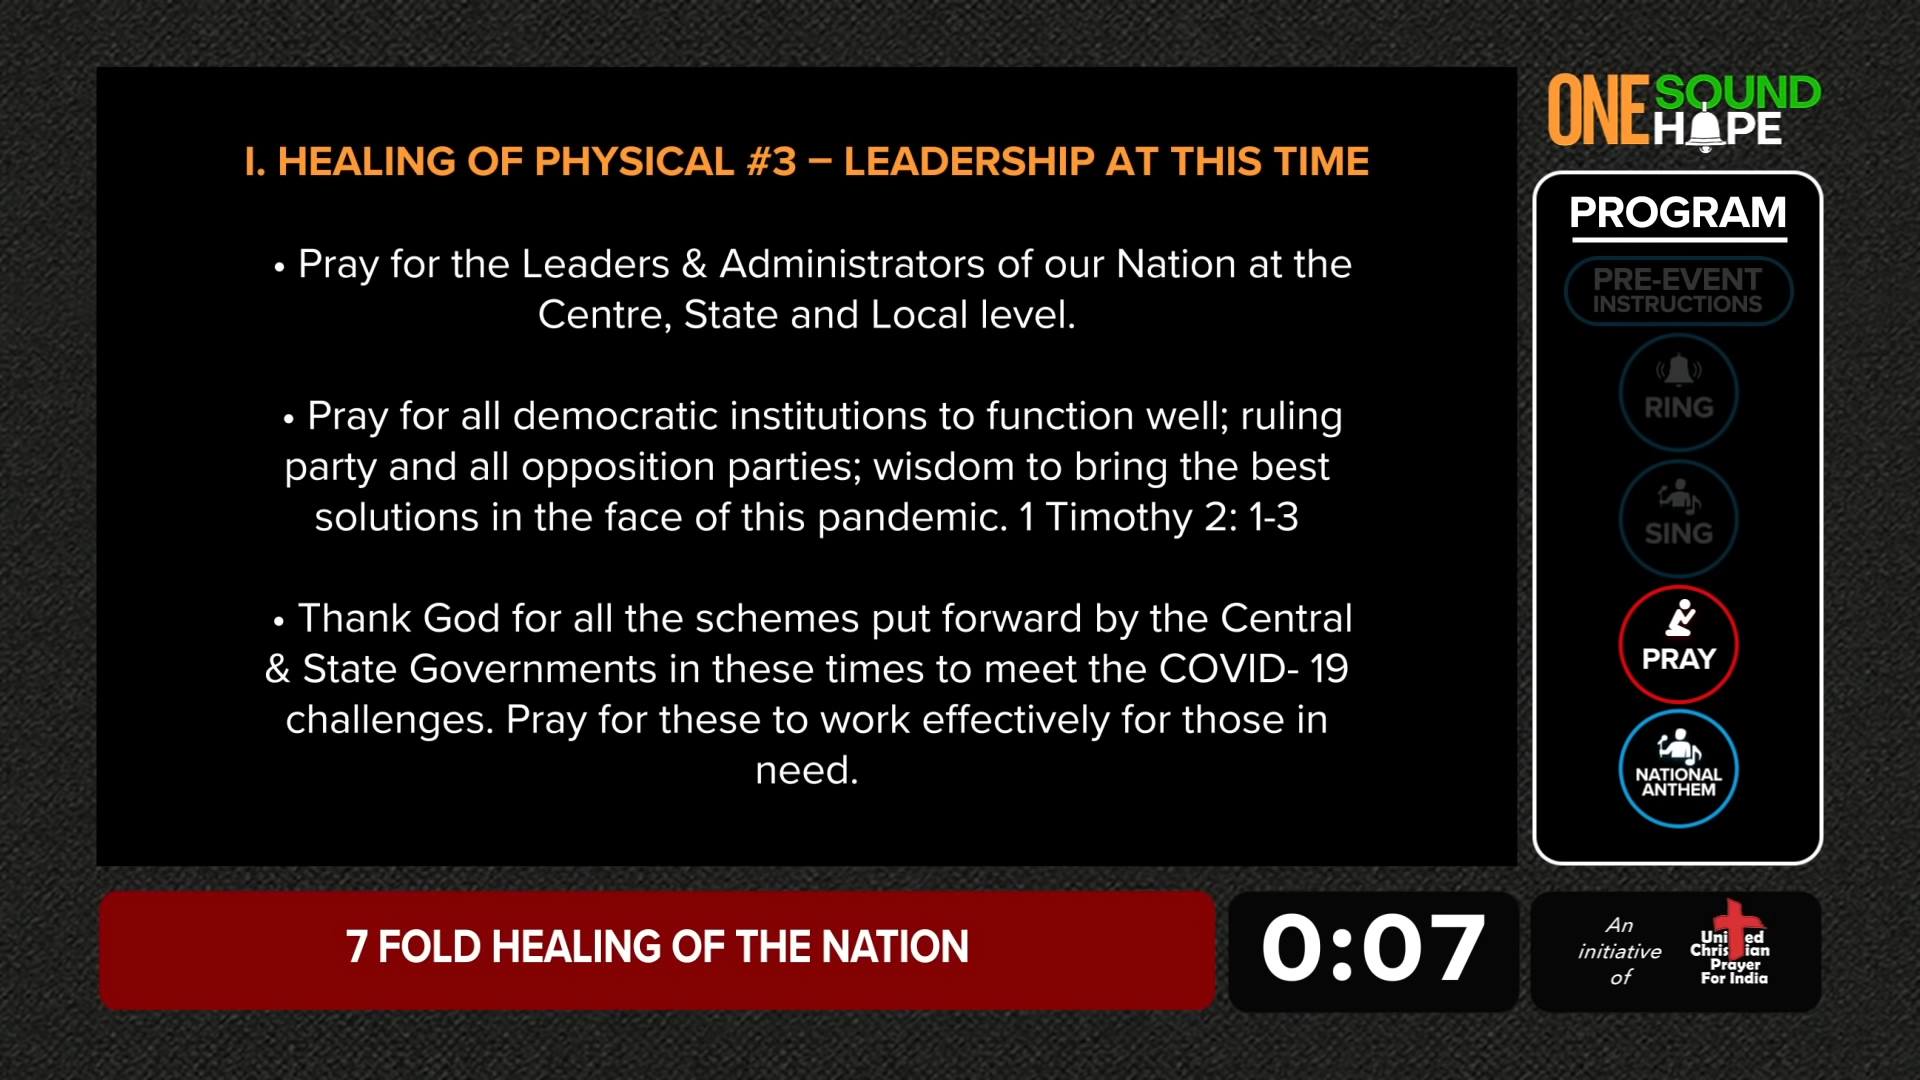 I. HEALING OF PHYSICAL #3 – LEADERSHIP AT THIS TIME
• Pray for the Leaders & Administrators of our Nation at the
Centre, State and Local level.
• Pray for all democratic institutions to function well; ruling
party and all opposition parties; wisdom to bring the best
solutions in the face of this pandemic. 1 Timothy 2: 1-3
• Thank God for all the schemes put forward by the Central
& State Governments in these times to meet the COVID- 19
challenges. Pray for these to work effectively for those in
need.
ONE SOUND
HOPE
PROGRAM
PRE-EVENT
INSTRUCTIONS
RING
SING
PRAY
NATIONAL
ANTHEM
7 FOLD HEALING OF THE NATION
0:07
An
initiative
of
United
Christian
Prayer
For India